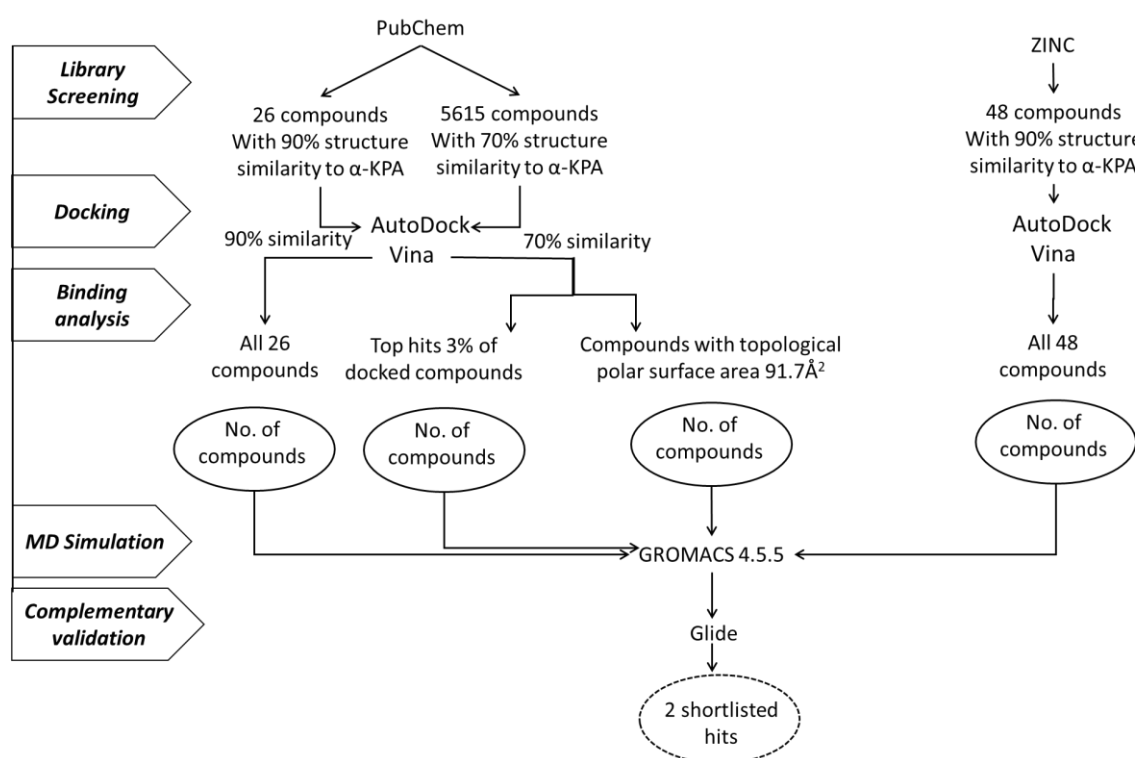 PubChem
ZINC
Library
Screening
26 compounds
With 90% structure
similarity to α-KPA
5615 compounds
With 70% structure
similarity to α-KPA
48 compounds
With 90% structure
similarity to α-KPA
Docking
AutoDock
Vina
90% similarity
70% similarity
AutoDock
Vina
Binding
analysis
All 26
compounds
Top hits 3% of
docked compounds
Compounds with topological
polar surface area 91.7Å²
All 48
compounds
No. of
compounds
No. of
compounds
No. of
compounds
No. of
compounds
MD Simulation
GROMACS 4.5.5
Complementary
validation
Glide
2 shortlisted
hits